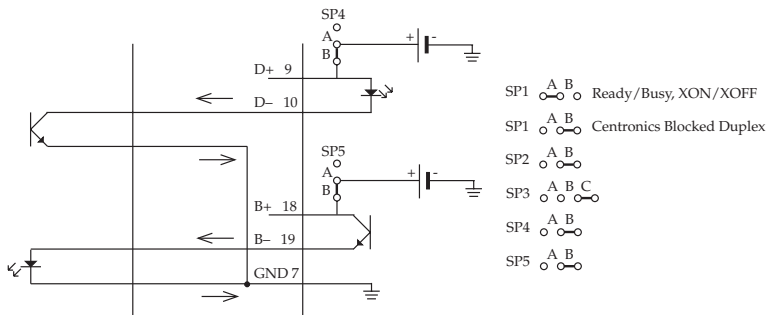 SP4
A
B
+ -
D+ 9
D– 10
SP5
A
B
+ -
B+ 18
B– 19
GND 7
SP1 A B Ready/Busy, XON/XOFF
SP1 A B Centronics Blocked Duplex
SP2 A B
SP3 A B C
SP4 A B
SP5 A B